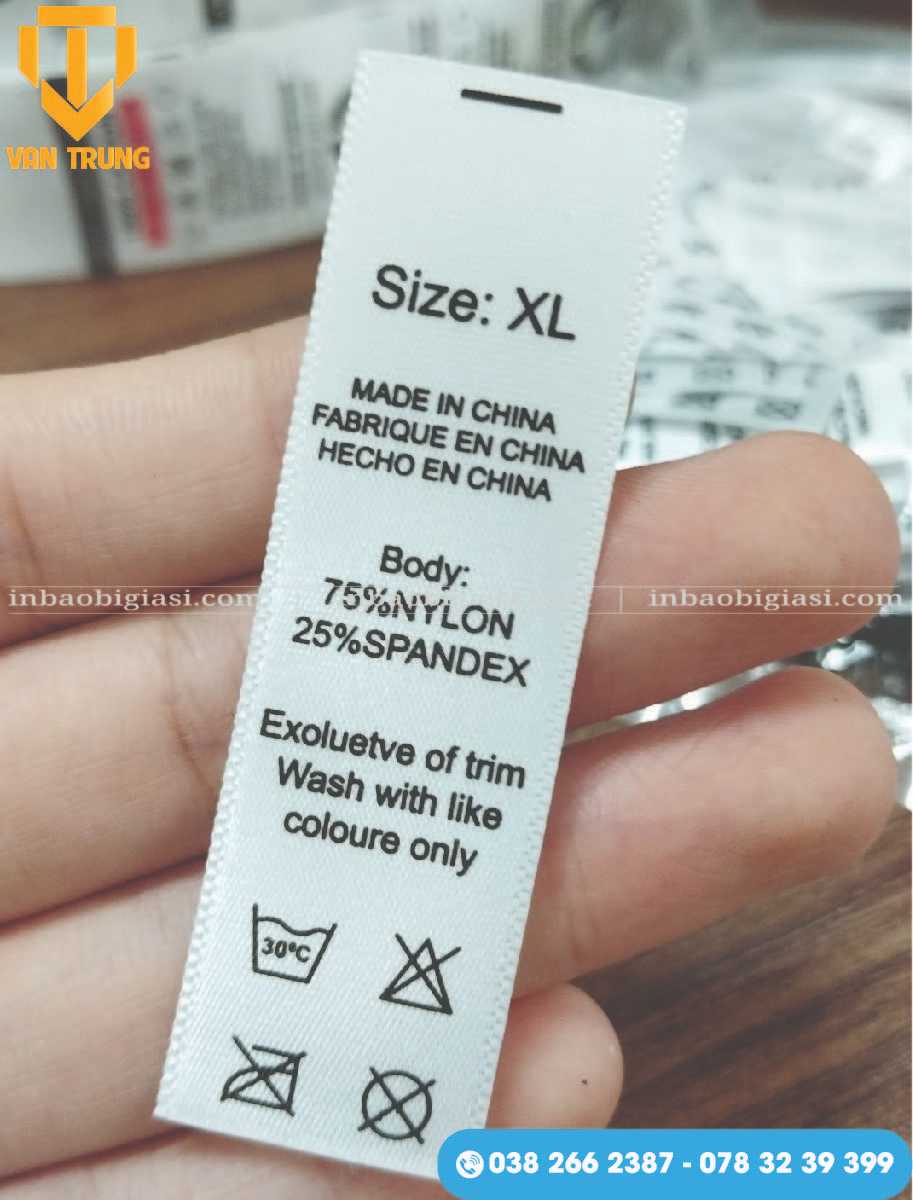 VAN TRUNG
Size: XL
MADE IN CHINA
FABRIQUE EN CHINA
HECHO EN CHINA
Body:
75%NYLON
25%SPANDEX
inbaobigiasi.com
inbaobigiasi.com
Exoluetve of trim
Wash with like
coloure only
30°C
038 266 2387 - 078 32 39 399